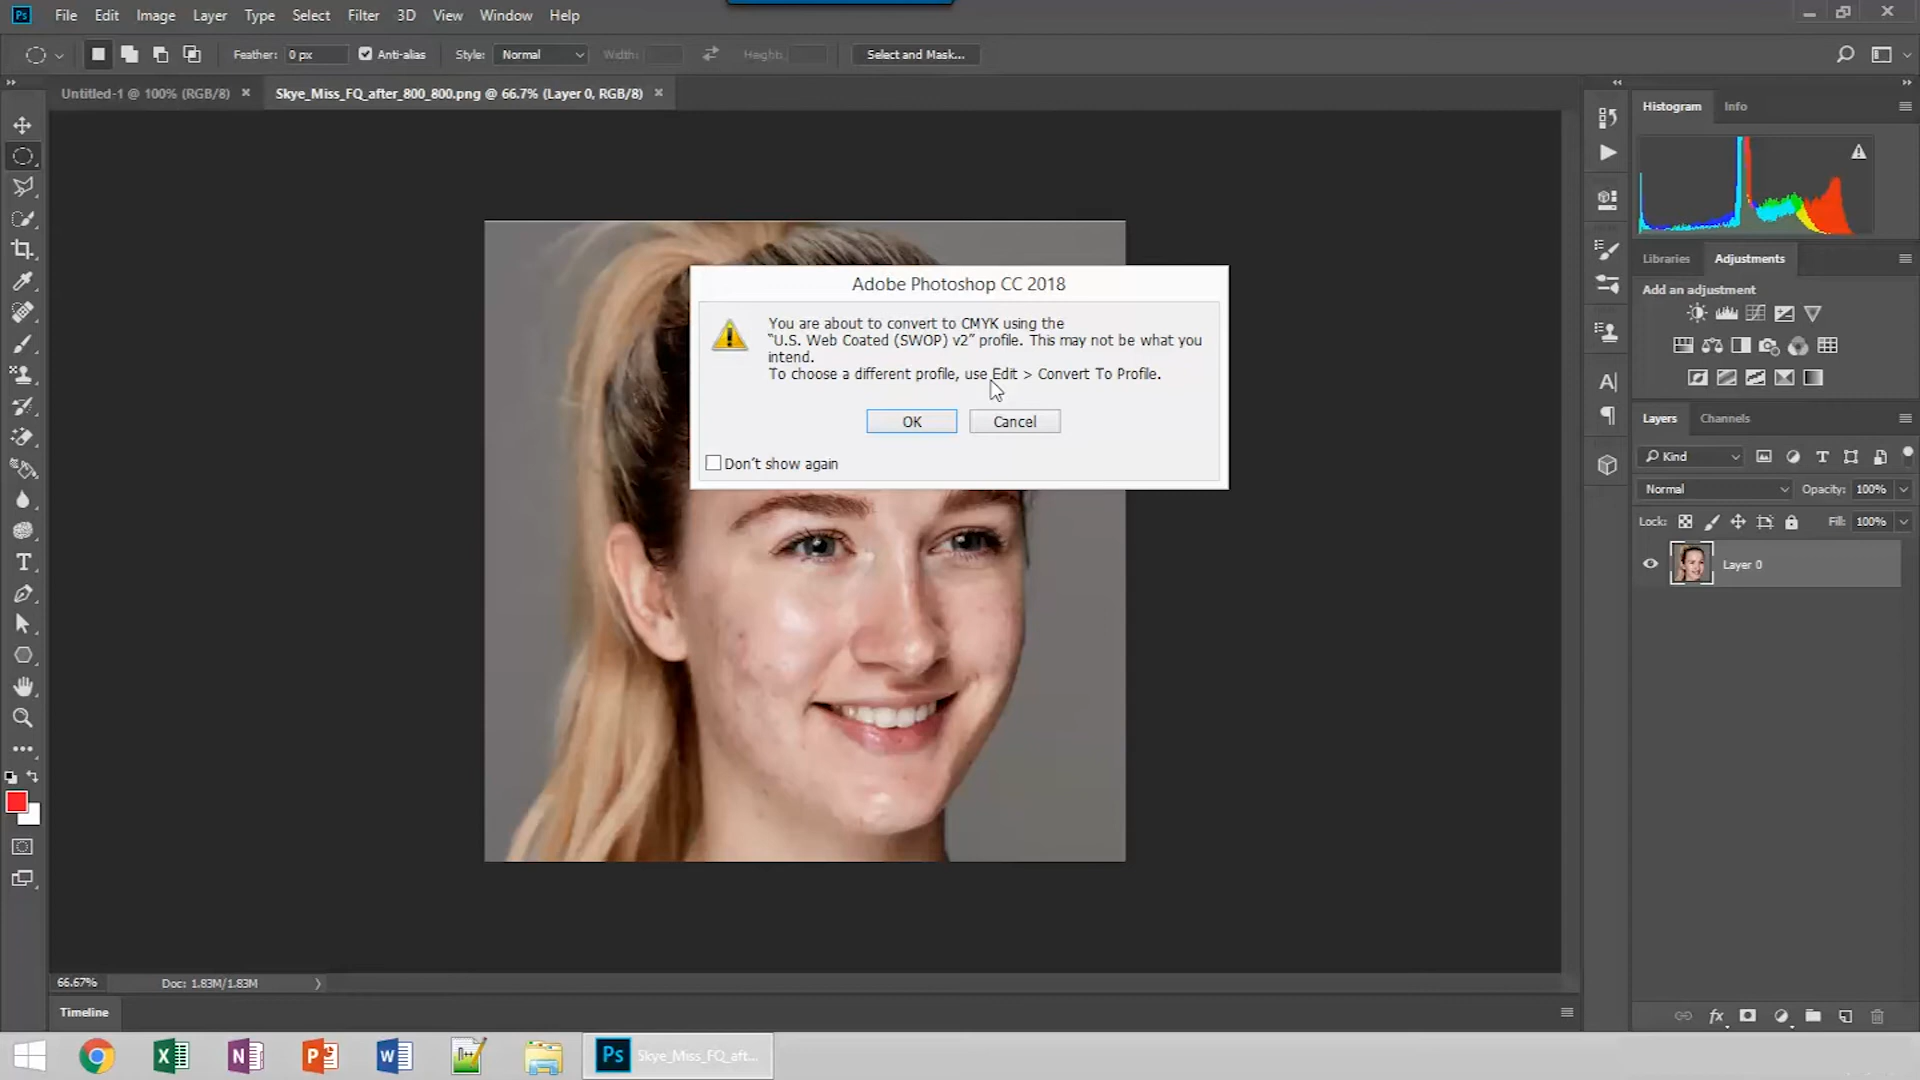 Ps File Edit Image Layer Type Select Filter 3D View Window Help
Feather: 0 px Anti-alias Style: Normal Width: Height: Select and Mask...
Untitled-1 @ 100% (RGB/8) × Skye_Miss_FQ_after_800_800.png @ 66.7% (Layer 0, RGB/8) ×
Histogram Info
Libraries Adjustments
Add an adjustment
Adobe Photoshop CC 2018
You are about to convert to CMYK using the
"U.S. Web Coated (SWOP) v2" profile. This may not be what you
intend.
To choose a different profile, use Edit > Convert To Profile.
OK Cancel
Don't show again
Layers Channels
Kind
Normal Opacity: 100%
Lock: Fill: 100%
Layer 0
66.67% Doc: 1.83M/1.83M
Timeline
Ps Skye_Miss_FQ_aft...